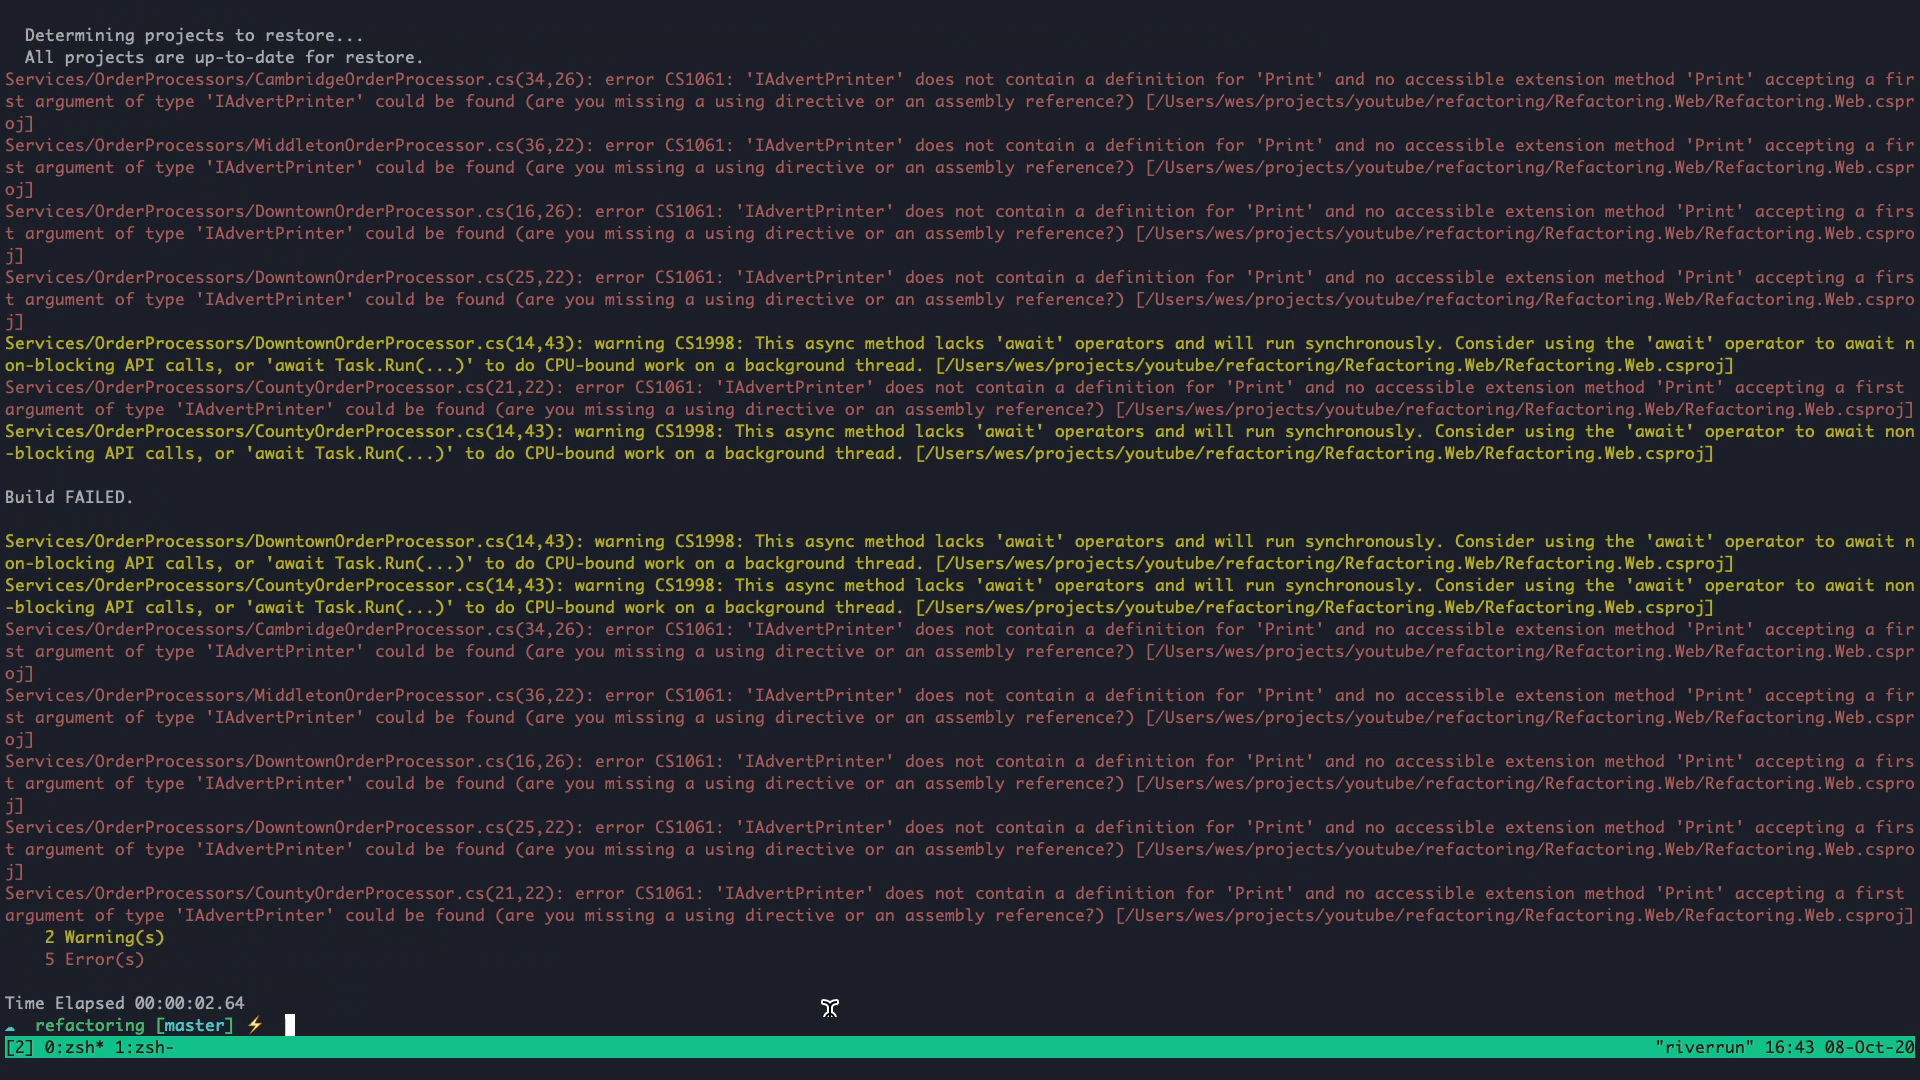 Determining projects to restore...
All projects are up-to-date for restore.
Services/OrderProcessors/CambridgeOrderProcessor.cs(34,26): error CS1061: 'IAdvertPrinter' does not contain a definition for 'Print' and no accessible extension method 'Print' accepting a fir
st argument of type 'IAdvertPrinter' could be found (are you missing a using directive or an assembly reference?) [/Users/wes/projects/youtube/refactoring/Refactoring.Web/Refactoring.Web.cspr
oj]
Services/OrderProcessors/MiddletonOrderProcessor.cs(36,22): error CS1061: 'IAdvertPrinter' does not contain a definition for 'Print' and no accessible extension method 'Print' accepting a fir
st argument of type 'IAdvertPrinter' could be found (are you missing a using directive or an assembly reference?) [/Users/wes/projects/youtube/refactoring/Refactoring.Web/Refactoring.Web.cspr
oj]
Services/OrderProcessors/DowntownOrderProcessor.cs(16,26): error CS1061: 'IAdvertPrinter' does not contain a definition for 'Print' and no accessible extension method 'Print' accepting a firs
t argument of type 'IAdvertPrinter' could be found (are you missing a using directive or an assembly reference?) [/Users/wes/projects/youtube/refactoring/Refactoring.Web/Refactoring.Web.cspro
j]
Services/OrderProcessors/DowntownOrderProcessor.cs(25,22): error CS1061: 'IAdvertPrinter' does not contain a definition for 'Print' and no accessible extension method 'Print' accepting a firs
t argument of type 'IAdvertPrinter' could be found (are you missing a using directive or an assembly reference?) [/Users/wes/projects/youtube/refactoring/Refactoring.Web/Refactoring.Web.cspro
j]
Services/OrderProcessors/DowntownOrderProcessor.cs(14,43): warning CS1998: This async method lacks 'await' operators and will run synchronously. Consider using the 'await' operator to await n
on-blocking API calls, or 'await Task.Run(...)' to do CPU-bound work on a background thread. [/Users/wes/projects/youtube/refactoring/Refactoring.Web/Refactoring.Web.csproj]
Services/OrderProcessors/CountyOrderProcessor.cs(21,22): error CS1061: 'IAdvertPrinter' does not contain a definition for 'Print' and no accessible extension method 'Print' accepting a first
argument of type 'IAdvertPrinter' could be found (are you missing a using directive or an assembly reference?) [/Users/wes/projects/youtube/refactoring/Refactoring.Web/Refactoring.Web.csproj]
Services/OrderProcessors/CountyOrderProcessor.cs(14,43): warning CS1998: This async method lacks 'await' operators and will run synchronously. Consider using the 'await' operator to await non
-blocking API calls, or 'await Task.Run(...)' to do CPU-bound work on a background thread. [/Users/wes/projects/youtube/refactoring/Refactoring.Web/Refactoring.Web.csproj]
Build FAILED.
Services/OrderProcessors/DowntownOrderProcessor.cs(14,43): warning CS1998: This async method lacks 'await' operators and will run synchronously. Consider using the 'await' operator to await n
on-blocking API calls, or 'await Task.Run(...)' to do CPU-bound work on a background thread. [/Users/wes/projects/youtube/refactoring/Refactoring.Web/Refactoring.Web.csproj]
Services/OrderProcessors/CountyOrderProcessor.cs(14,43): warning CS1998: This async method lacks 'await' operators and will run synchronously. Consider using the 'await' operator to await non
-blocking API calls, or 'await Task.Run(...)' to do CPU-bound work on a background thread. [/Users/wes/projects/youtube/refactoring/Refactoring.Web/Refactoring.Web.csproj]
Services/OrderProcessors/CambridgeOrderProcessor.cs(34,26): error CS1061: 'IAdvertPrinter' does not contain a definition for 'Print' and no accessible extension method 'Print' accepting a fir
st argument of type 'IAdvertPrinter' could be found (are you missing a using directive or an assembly reference?) [/Users/wes/projects/youtube/refactoring/Refactoring.Web/Refactoring.Web.cspr
oj]
Services/OrderProcessors/MiddletonOrderProcessor.cs(36,22): error CS1061: 'IAdvertPrinter' does not contain a definition for 'Print' and no accessible extension method 'Print' accepting a fir
st argument of type 'IAdvertPrinter' could be found (are you missing a using directive or an assembly reference?) [/Users/wes/projects/youtube/refactoring/Refactoring.Web/Refactoring.Web.cspr
oj]
Services/OrderProcessors/DowntownOrderProcessor.cs(16,26): error CS1061: 'IAdvertPrinter' does not contain a definition for 'Print' and no accessible extension method 'Print' accepting a firs
t argument of type 'IAdvertPrinter' could be found (are you missing a using directive or an assembly reference?) [/Users/wes/projects/youtube/refactoring/Refactoring.Web/Refactoring.Web.cspro
j]
Services/OrderProcessors/DowntownOrderProcessor.cs(25,22): error CS1061: 'IAdvertPrinter' does not contain a definition for 'Print' and no accessible extension method 'Print' accepting a firs
t argument of type 'IAdvertPrinter' could be found (are you missing a using directive or an assembly reference?) [/Users/wes/projects/youtube/refactoring/Refactoring.Web/Refactoring.Web.cspro
j]
Services/OrderProcessors/CountyOrderProcessor.cs(21,22): error CS1061: 'IAdvertPrinter' does not contain a definition for 'Print' and no accessible extension method 'Print' accepting a first
argument of type 'IAdvertPrinter' could be found (are you missing a using directive or an assembly reference?) [/Users/wes/projects/youtube/refactoring/Refactoring.Web/Refactoring.Web.csproj]
2 Warning(s)
5 Error(s)
Time Elapsed 00:00:02.64
☁ refactoring [master] ⚡
[2] 0:zsh* 1:zsh- "riverrun" 16:43 08-Oct-20